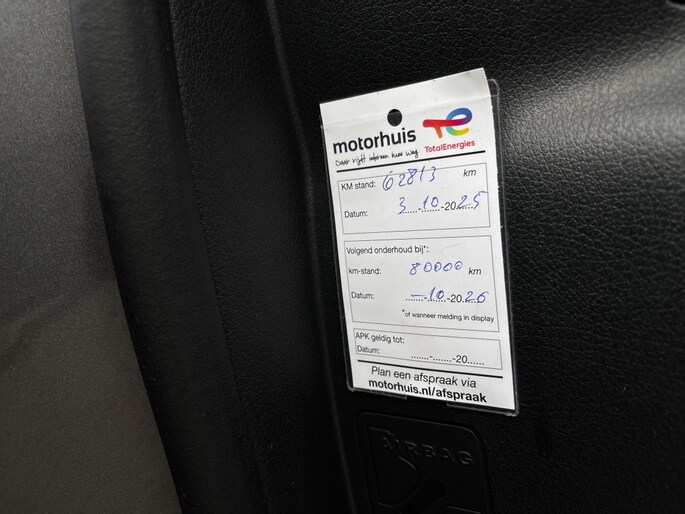 motorhuis
TotalEnergies
Daar rijdt iedereen haar weg
KM stand: 62813 km
Datum: 3 -10 -2025
Volgend onderhoud bij*:
km-stand: 80000 km
Datum: - -10 -2026
*of wanneer melding in display
APK geldig tot:
Datum: ......-......-20......
Plan een afspraak via
motorhuis.nl/afspraak
AIRBAG